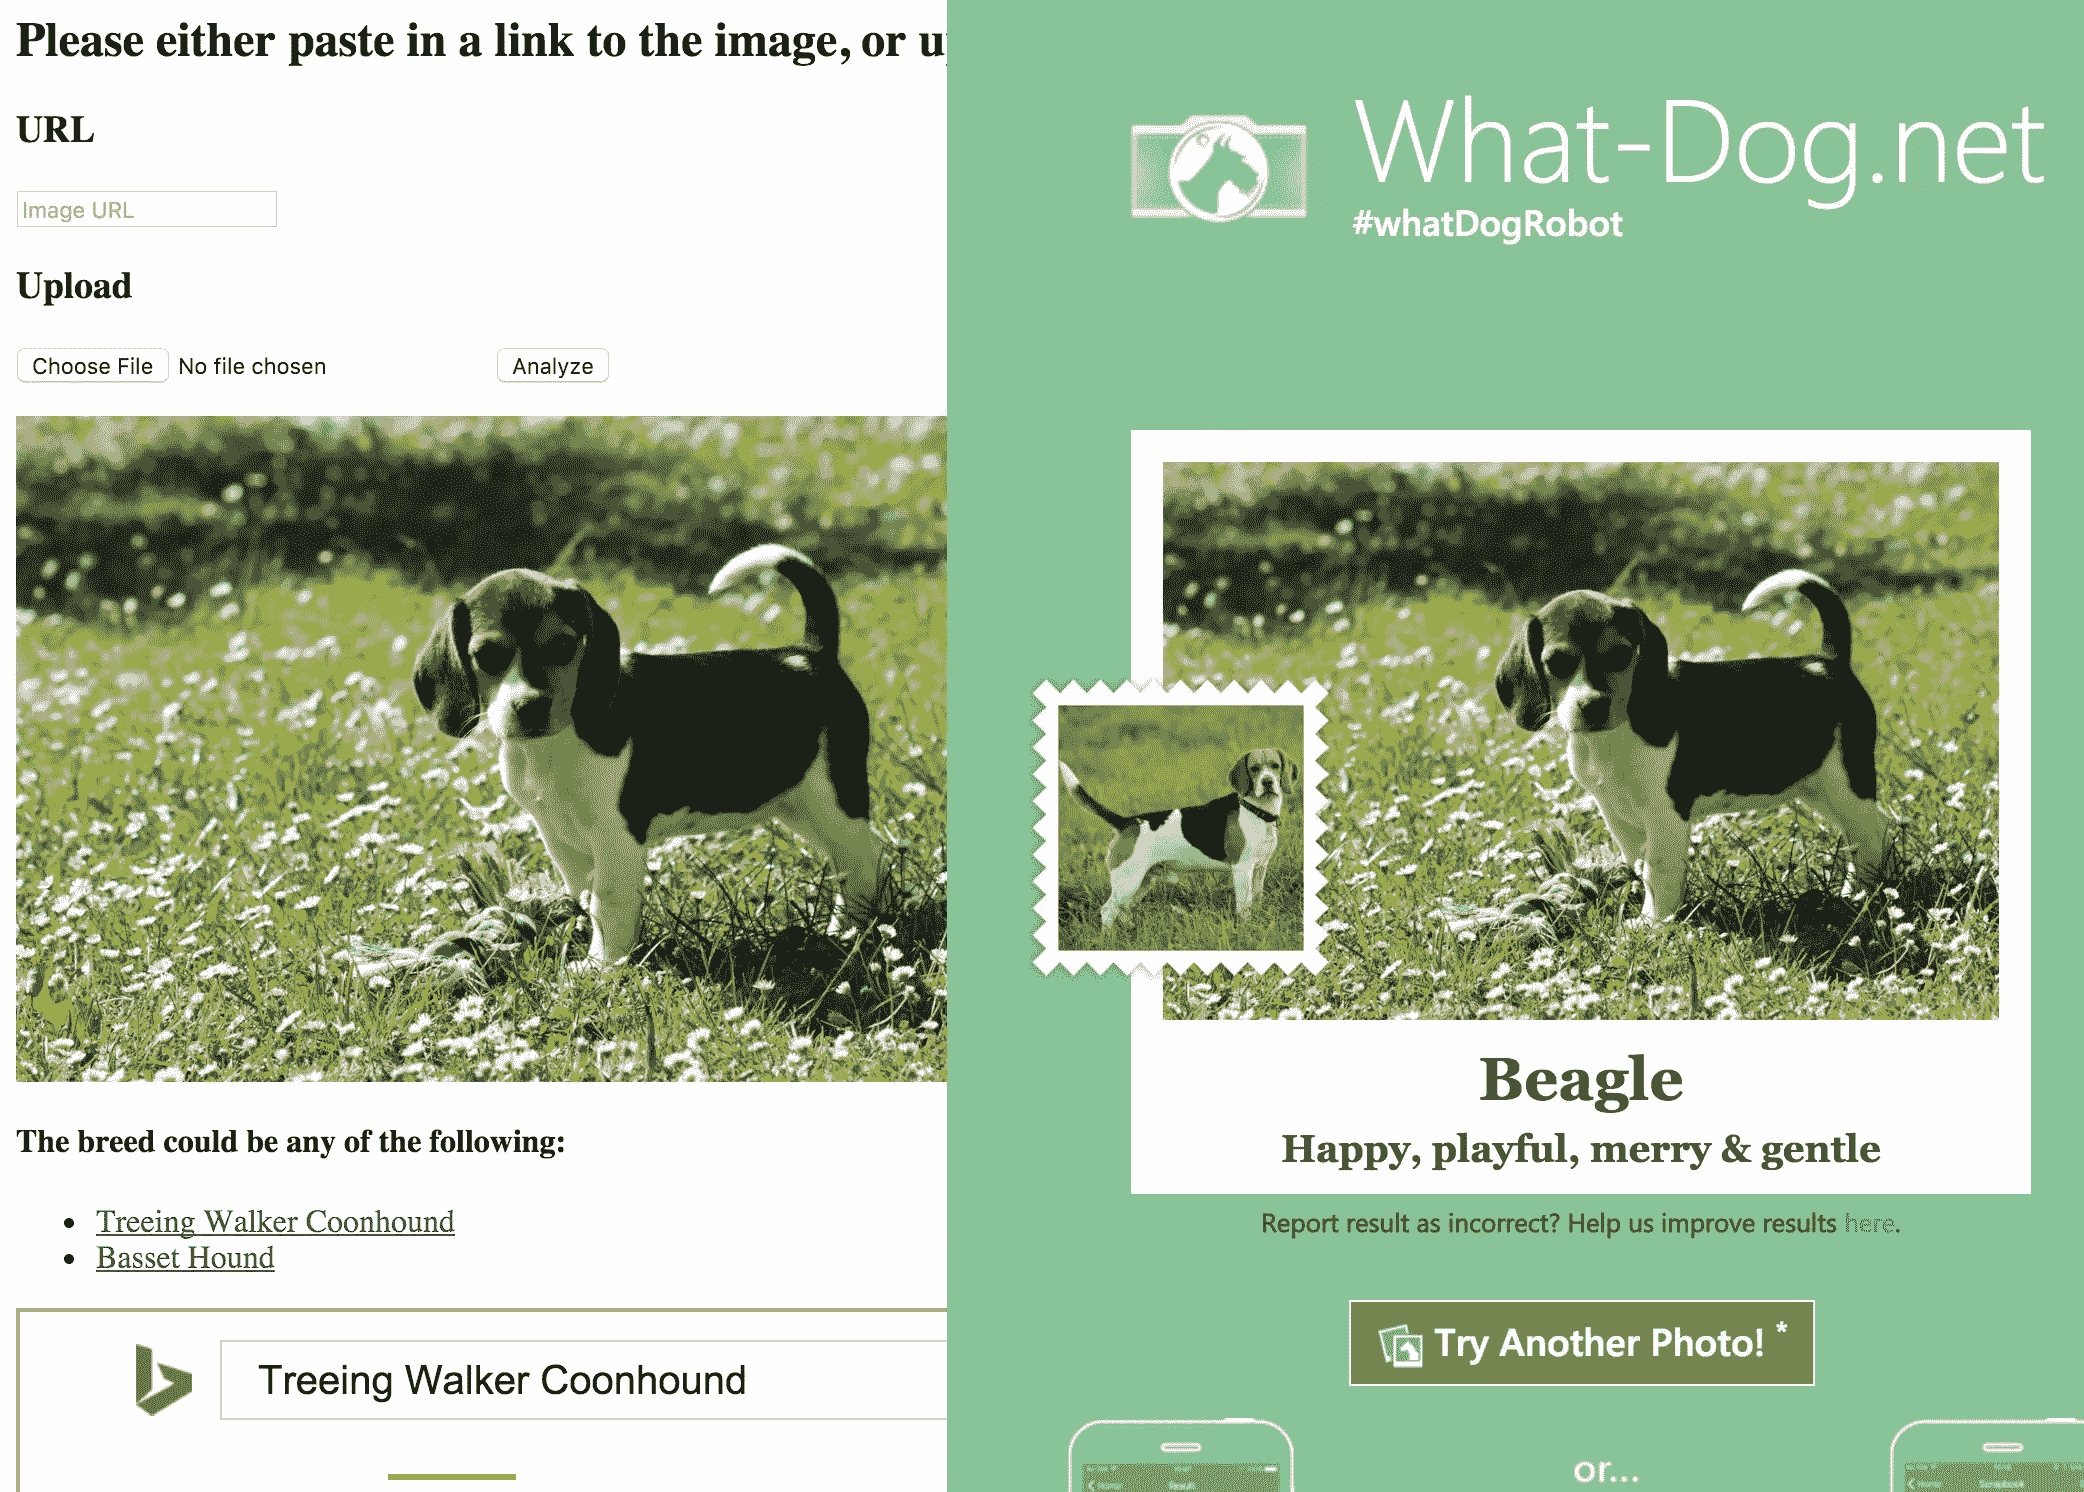 Please either paste in a link to the image, or
URL
Image URL
Upload
Choose File No file chosen Analyze
The breed could be any of the following:
Treeing Walker Coonhound
Basset Hound
Treeing Walker Coonhound
What-Dog.net
#whatDogRobot
Beagle
Happy, playful, merry & gentle
Report result as incorrect? Help us improve results here.
Try Another Photo! *
or...